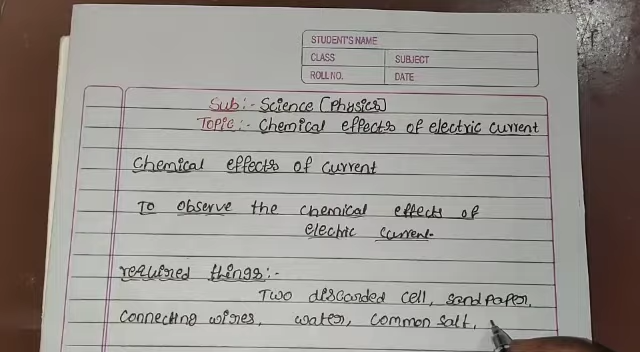 STUDENT'S NAME
CLASS SUBJECT
ROLL NO. DATE
Sub:- Science (Physics)
Topic:- Chemical effects of electric current
Chemical effects of current
To observe the chemical effects of
electric current.
required things:-
Two discarded cell, sand paper,
connecting wires, water, common salt,